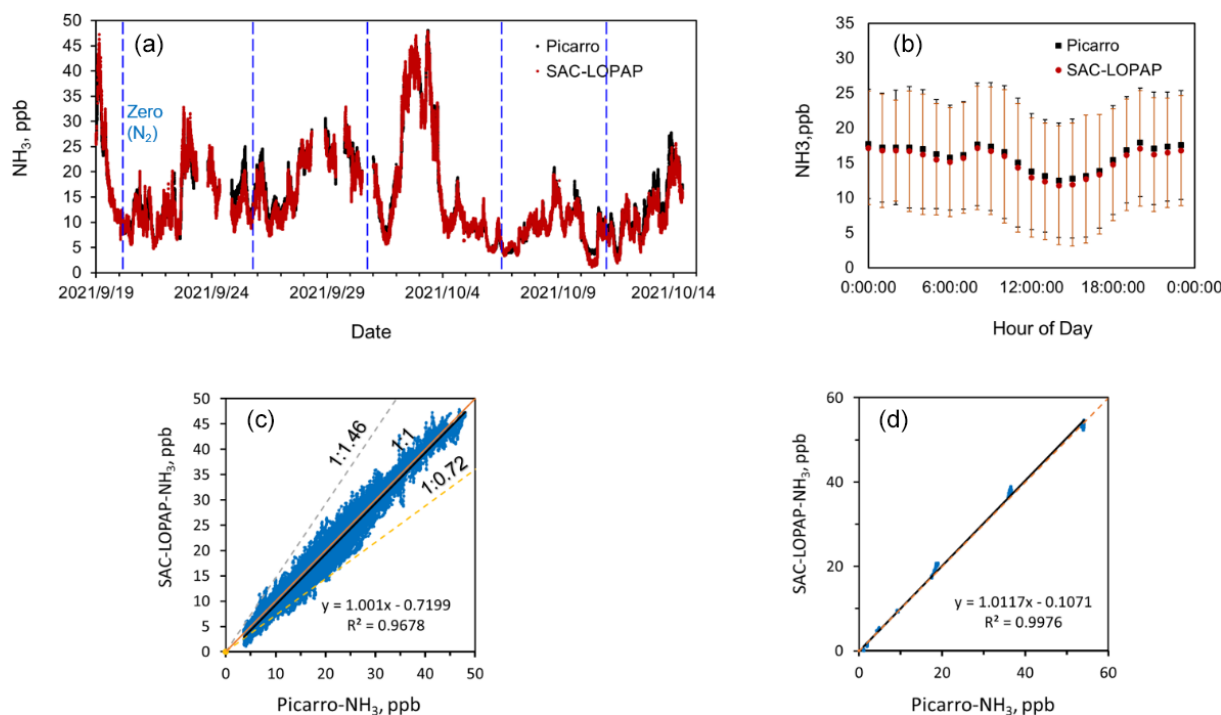 (a)
Picarro
SAC-LOPAP
Zero
(N₂)
NH₃, ppb
50
45
40
35
30
25
20
15
10
5
0
2021/9/19
2021/9/24
2021/9/29
2021/10/4
2021/10/9
2021/10/14
Date
(b)
Picarro
SAC-LOPAP
NH3,ppb
35
30
25
20
15
10
5
0
0:00:00
6:00:00
12:00:00
18:00:00
0:00:00
Hour of Day
(c)
1:1.46
1:1
1:0.72
SAC-LOPAP-NH₃, ppb
50
45
40
35
30
25
20
15
10
5
0
y = 1.001x - 0.7199
R² = 0.9678
0
10
20
30
40
50
Picarro-NH₃, ppb
(d)
SAC-LOPAP-NH₃, ppb
60
40
20
0
y = 1.0117x - 0.1071
R² = 0.9976
0
20
40
60
Picarro-NH₃, ppb